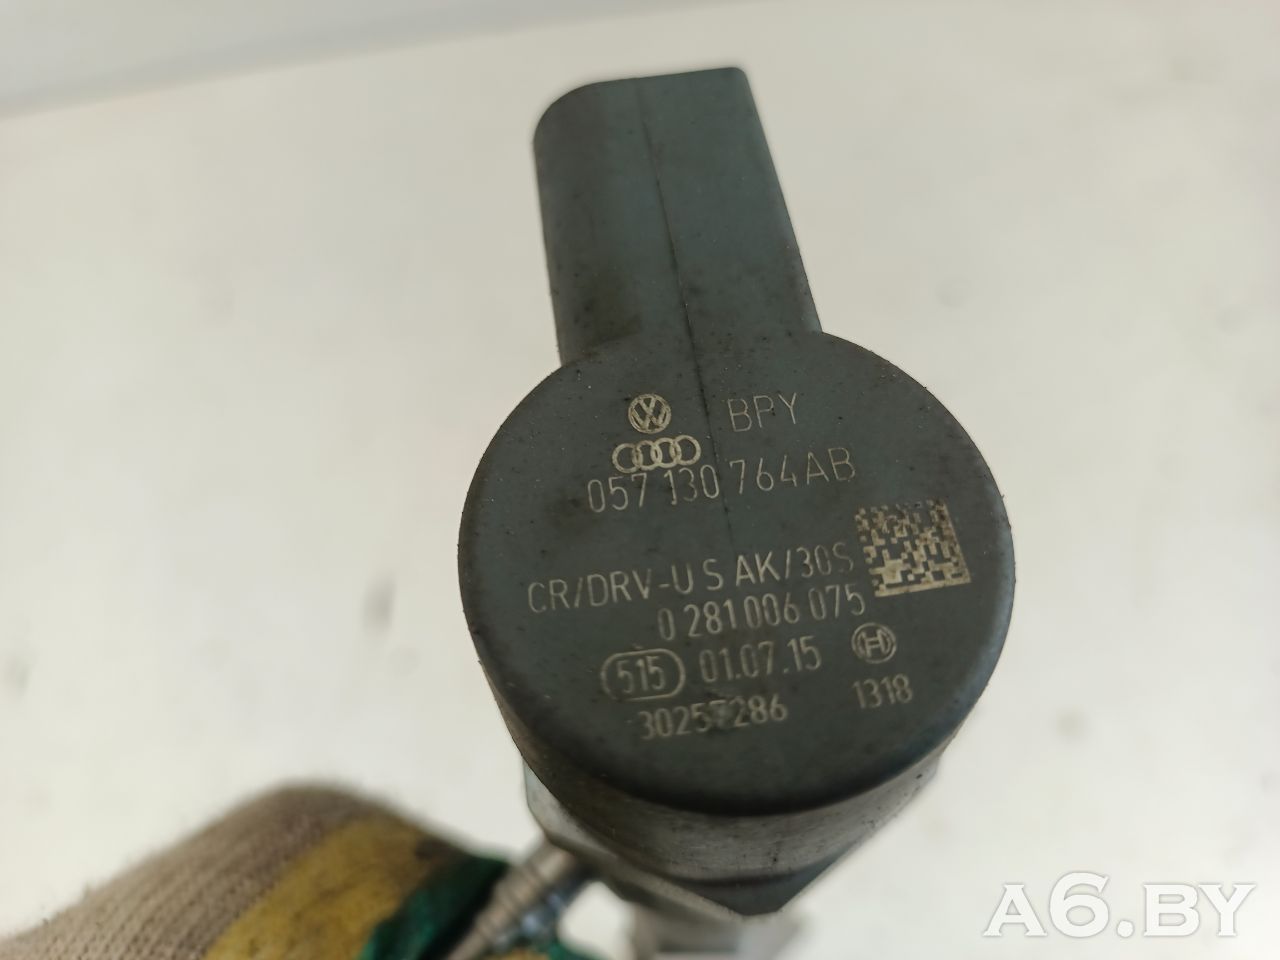 BPY
057 130 764AB
CR/DRV-U S AK/30S
0 281 006 075
515 01.07.15
30257286 1318
A6.BY